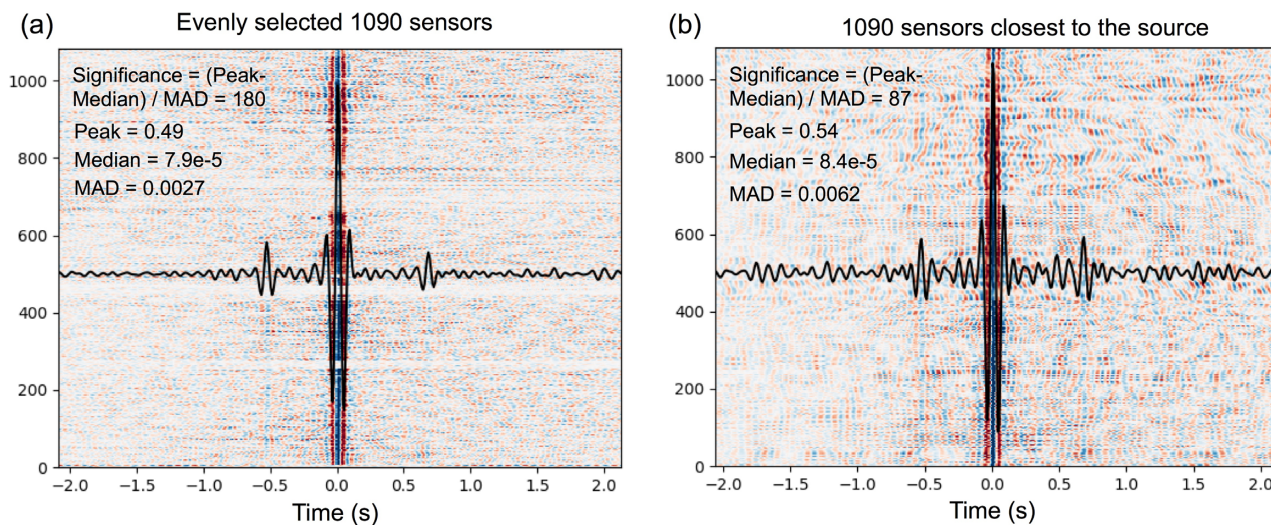 (a)
Evenly selected 1090 sensors
Significance = (Peak-
Median) / MAD = 180
Peak = 0.49
Median = 7.9e-5
MAD = 0.0027
1000
800
600
400
200
0
−2.0 −1.5 −1.0 −0.5 0.0 0.5 1.0 1.5 2.0
Time (s)
(b)
1090 sensors closest to the source
Significance = (Peak-
Median) / MAD = 87
Peak = 0.54
Median = 8.4e-5
MAD = 0.0062
1000
800
600
400
200
0
−2.0 −1.5 −1.0 −0.5 0.0 0.5 1.0 1.5 2.0
Time (s)